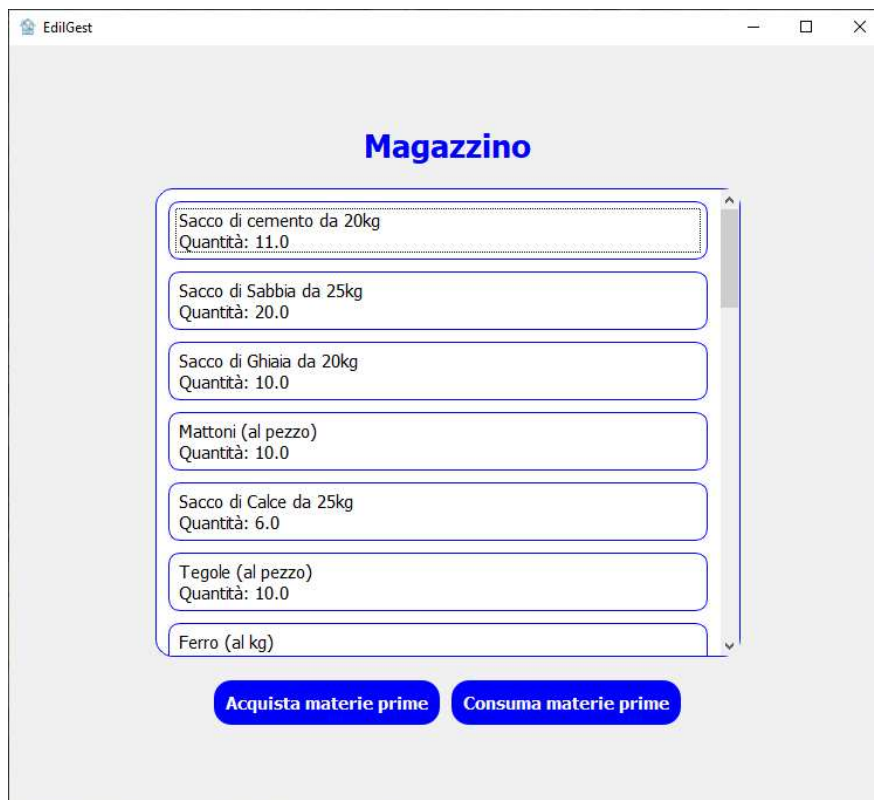 EdilGest
Magazzino
Sacco di cemento da 20kg
Quantità: 11.0
Sacco di Sabbia da 25kg
Quantità: 20.0
Sacco di Ghiaia da 20kg
Quantità: 10.0
Mattoni (al pezzo)
Quantità: 10.0
Sacco di Calce da 25kg
Quantità: 6.0
Tegole (al pezzo)
Quantità: 10.0
Ferro (al kg)
Acquista materie prime
Consuma materie prime